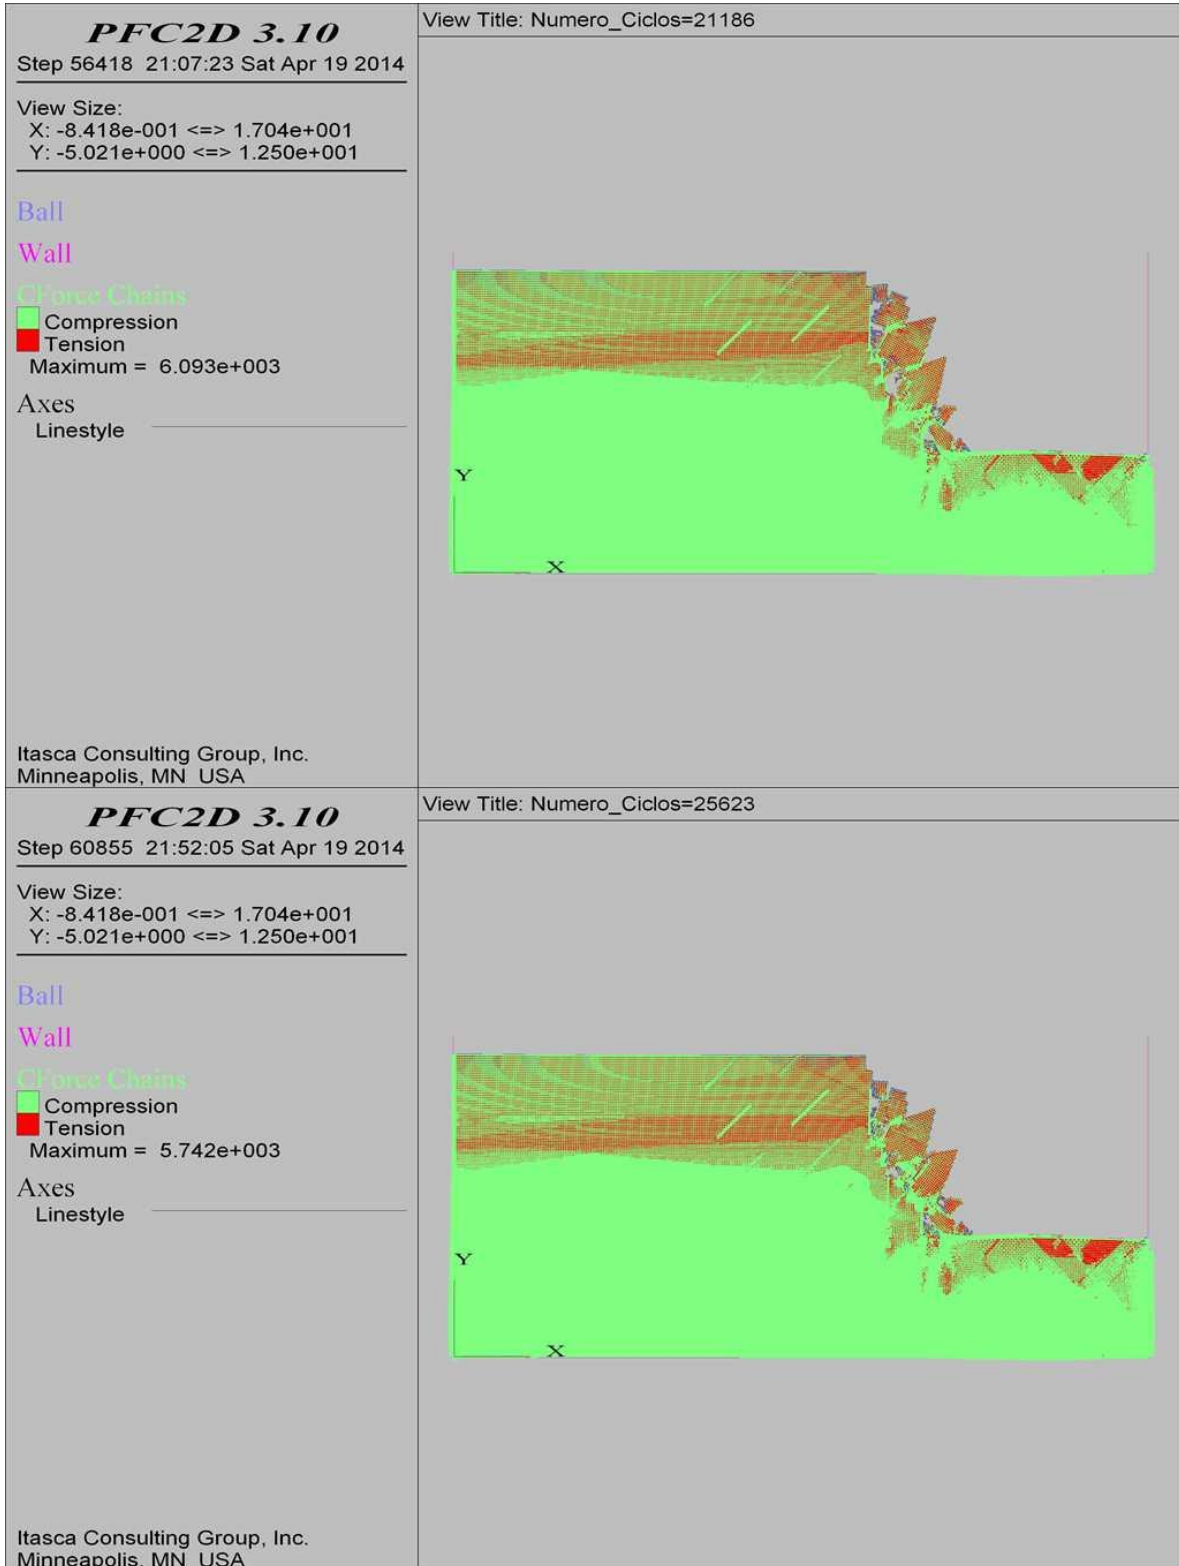 PFC2D 3.10
Step 56418 21:07:23 Sat Apr 19 2014
View Size:
X: -8.418e-001 <=> 1.704e+001
Y: -5.021e+000 <=> 1.250e+001
Ball
Wall
CForce Chains
Compression
Tension
Maximum = 6.093e+003
Axes
Linestyle
Itasca Consulting Group, Inc.
Minneapolis, MN USA
View Title: Numero_Ciclos=21186
Y
X
PFC2D 3.10
Step 60855 21:52:05 Sat Apr 19 2014
View Size:
X: -8.418e-001 <=> 1.704e+001
Y: -5.021e+000 <=> 1.250e+001
Ball
Wall
CForce Chains
Compression
Tension
Maximum = 5.742e+003
Axes
Linestyle
Itasca Consulting Group, Inc.
Minneapolis, MN USA
View Title: Numero_Ciclos=25623
Y
X